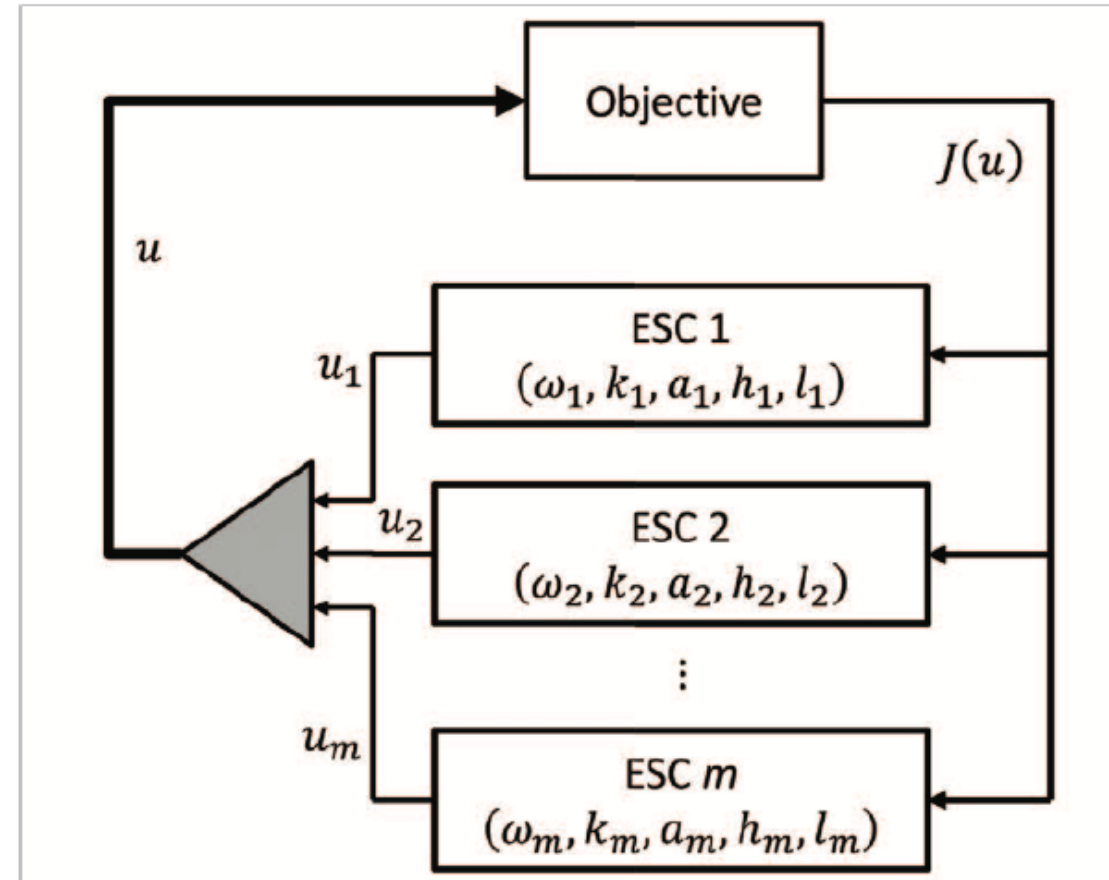 Objective
J(u)
u
ESC 1
(ω₁, k₁, a₁, h₁, l₁)
u₁
ESC 2
(ω₂, k₂, a₂, h₂, l₂)
u₂
⋮
ESC m
(ωₘ, kₘ, aₘ, hₘ, lₘ)
uₘ